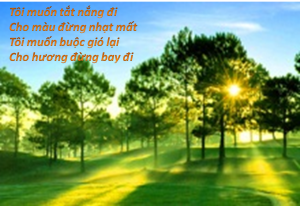 Tôi muốn tắt nắng đi
Cho màu đừng nhạt mất
Tôi muốn buộc gió lại
Cho hương đừng bay đi